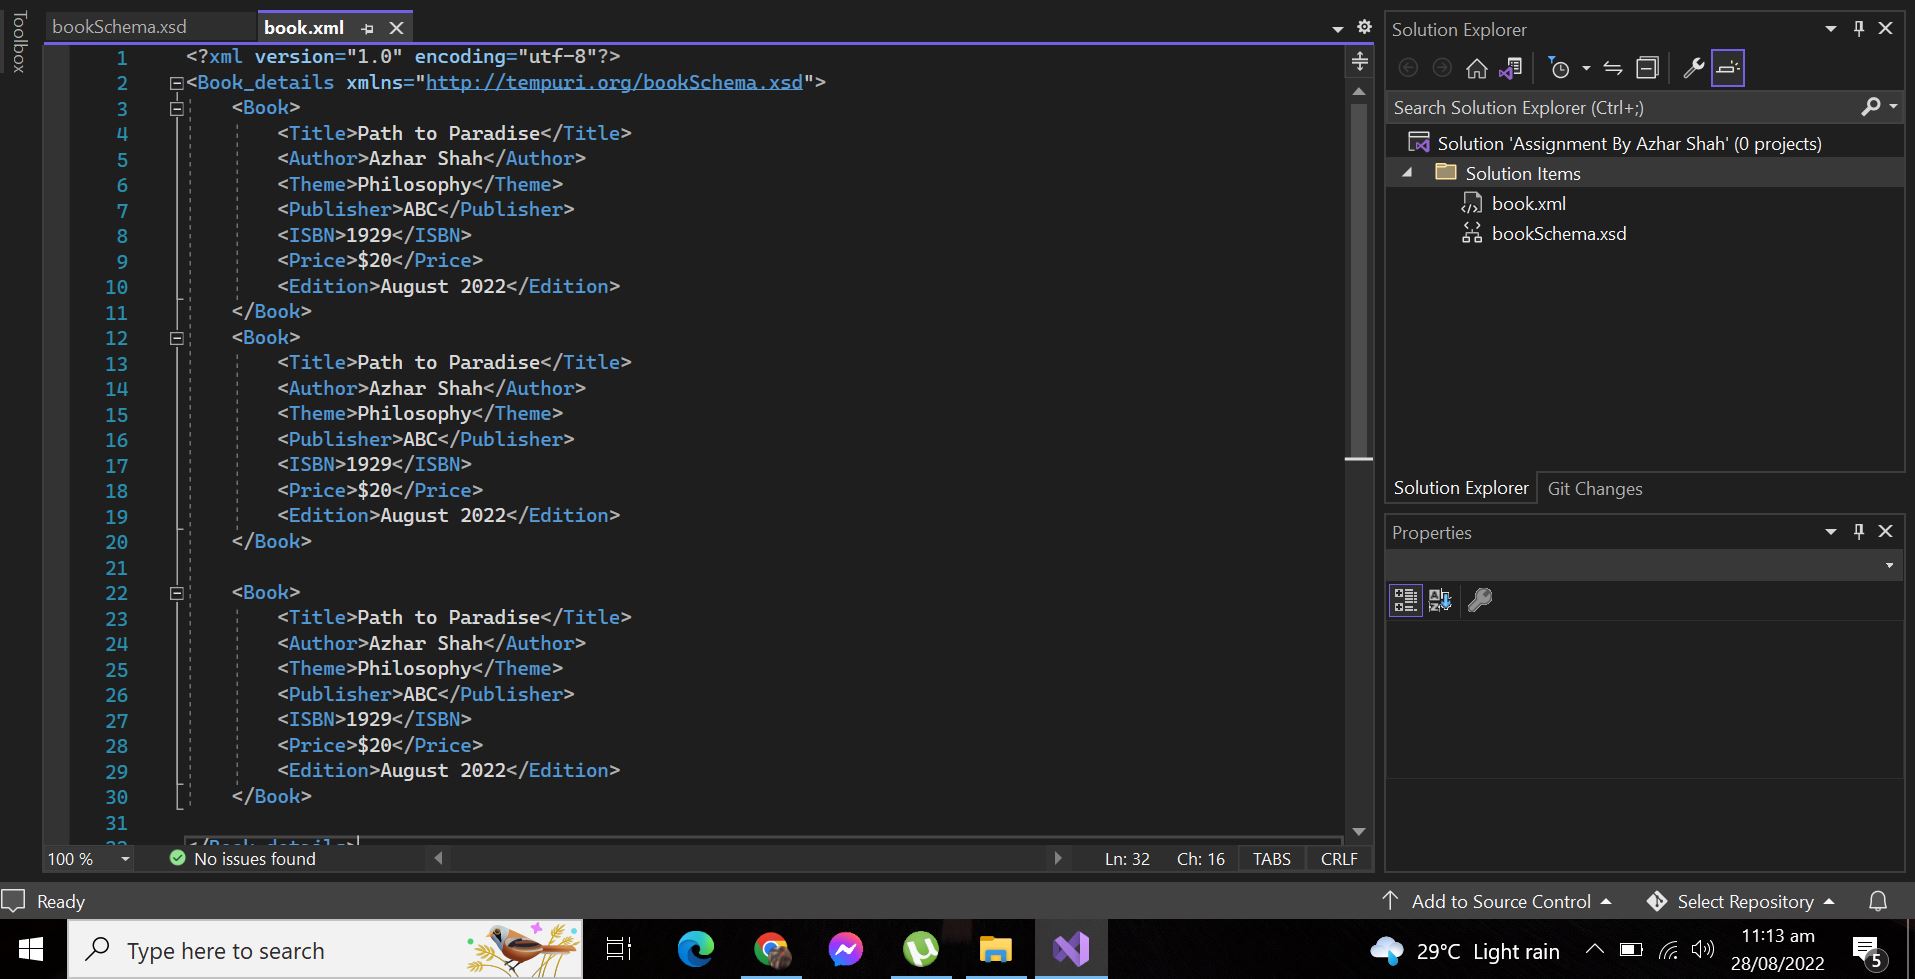 Toolbox
bookSchema.xsd
book.xml
1 <?xml version="1.0" encoding="utf-8"?>
2 <Book_details xmlns="http://tempuri.org/bookSchema.xsd">
3 <Book>
4 <Title>Path to Paradise</Title>
5 <Author>Azhar Shah</Author>
6 <Theme>Philosophy</Theme>
7 <Publisher>ABC</Publisher>
8 <ISBN>1929</ISBN>
9 <Price>$20</Price>
10 <Edition>August 2022</Edition>
11 </Book>
12 <Book>
13 <Title>Path to Paradise</Title>
14 <Author>Azhar Shah</Author>
15 <Theme>Philosophy</Theme>
16 <Publisher>ABC</Publisher>
17 <ISBN>1929</ISBN>
18 <Price>$20</Price>
19 <Edition>August 2022</Edition>
20 </Book>
21
22 <Book>
23 <Title>Path to Paradise</Title>
24 <Author>Azhar Shah</Author>
25 <Theme>Philosophy</Theme>
26 <Publisher>ABC</Publisher>
27 <ISBN>1929</ISBN>
28 <Price>$20</Price>
29 <Edition>August 2022</Edition>
30 </Book>
31
32 </Book_details>
100 % No issues found Ln: 32 Ch: 16 TABS CRLF
Solution Explorer
Search Solution Explorer (Ctrl+;)
Solution 'Assignment By Azhar Shah' (0 projects)
Solution Items
book.xml
bookSchema.xsd
Solution Explorer Git Changes
Properties
Ready Add to Source Control Select Repository
Type here to search
29°C Light rain
11:13 am
28/08/2022
5